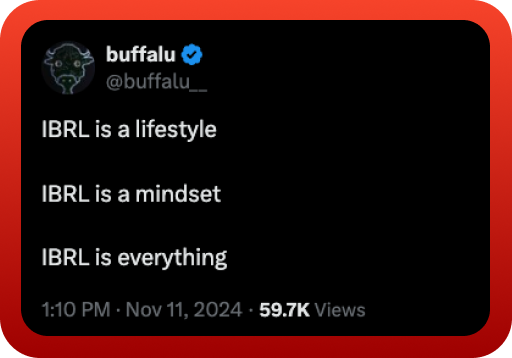 buffalu
@buffalu__
IBRL is a lifestyle
IBRL is a mindset
IBRL is everything
1:10 PM · Nov 11, 2024 · 59.7K Views